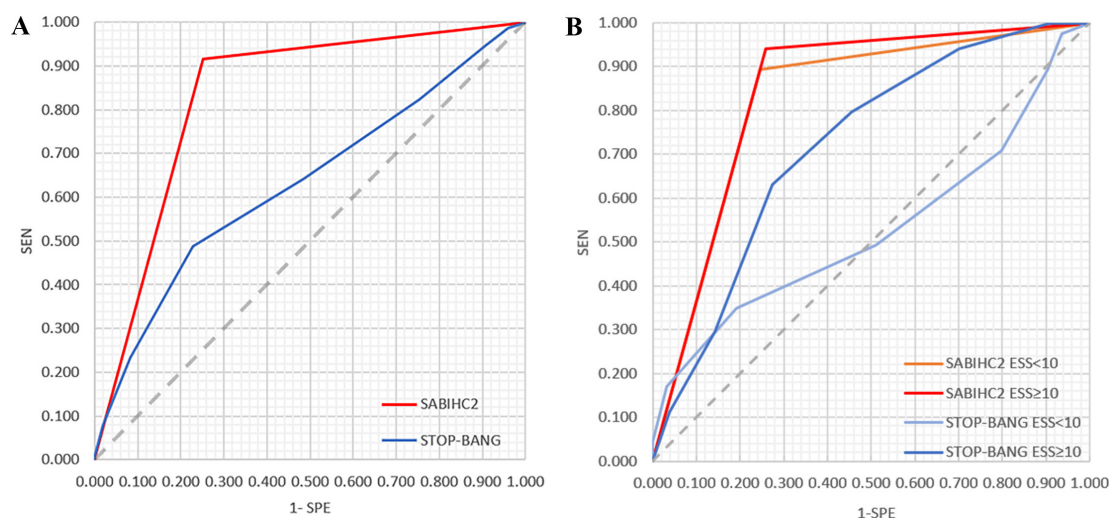 A
1.000
0.900
0.800
0.700
0.600
0.500
0.400
0.300
0.200
0.100
0.000
SEN
0.000 0.100 0.200 0.300 0.400 0.500 0.600 0.700 0.800 0.900 1.000
1- SPE
SABIHC2
STOP-BANG
B
1.000
0.900
0.800
0.700
0.600
0.500
0.400
0.300
0.200
0.100
0.000
SEN
0.000 0.100 0.200 0.300 0.400 0.500 0.600 0.700 0.800 0.900 1.000
1-SPE
SABIHC2 ESS<10
SABIHC2 ESS≥10
STOP-BANG ESS<10
STOP-BANG ESS≥10